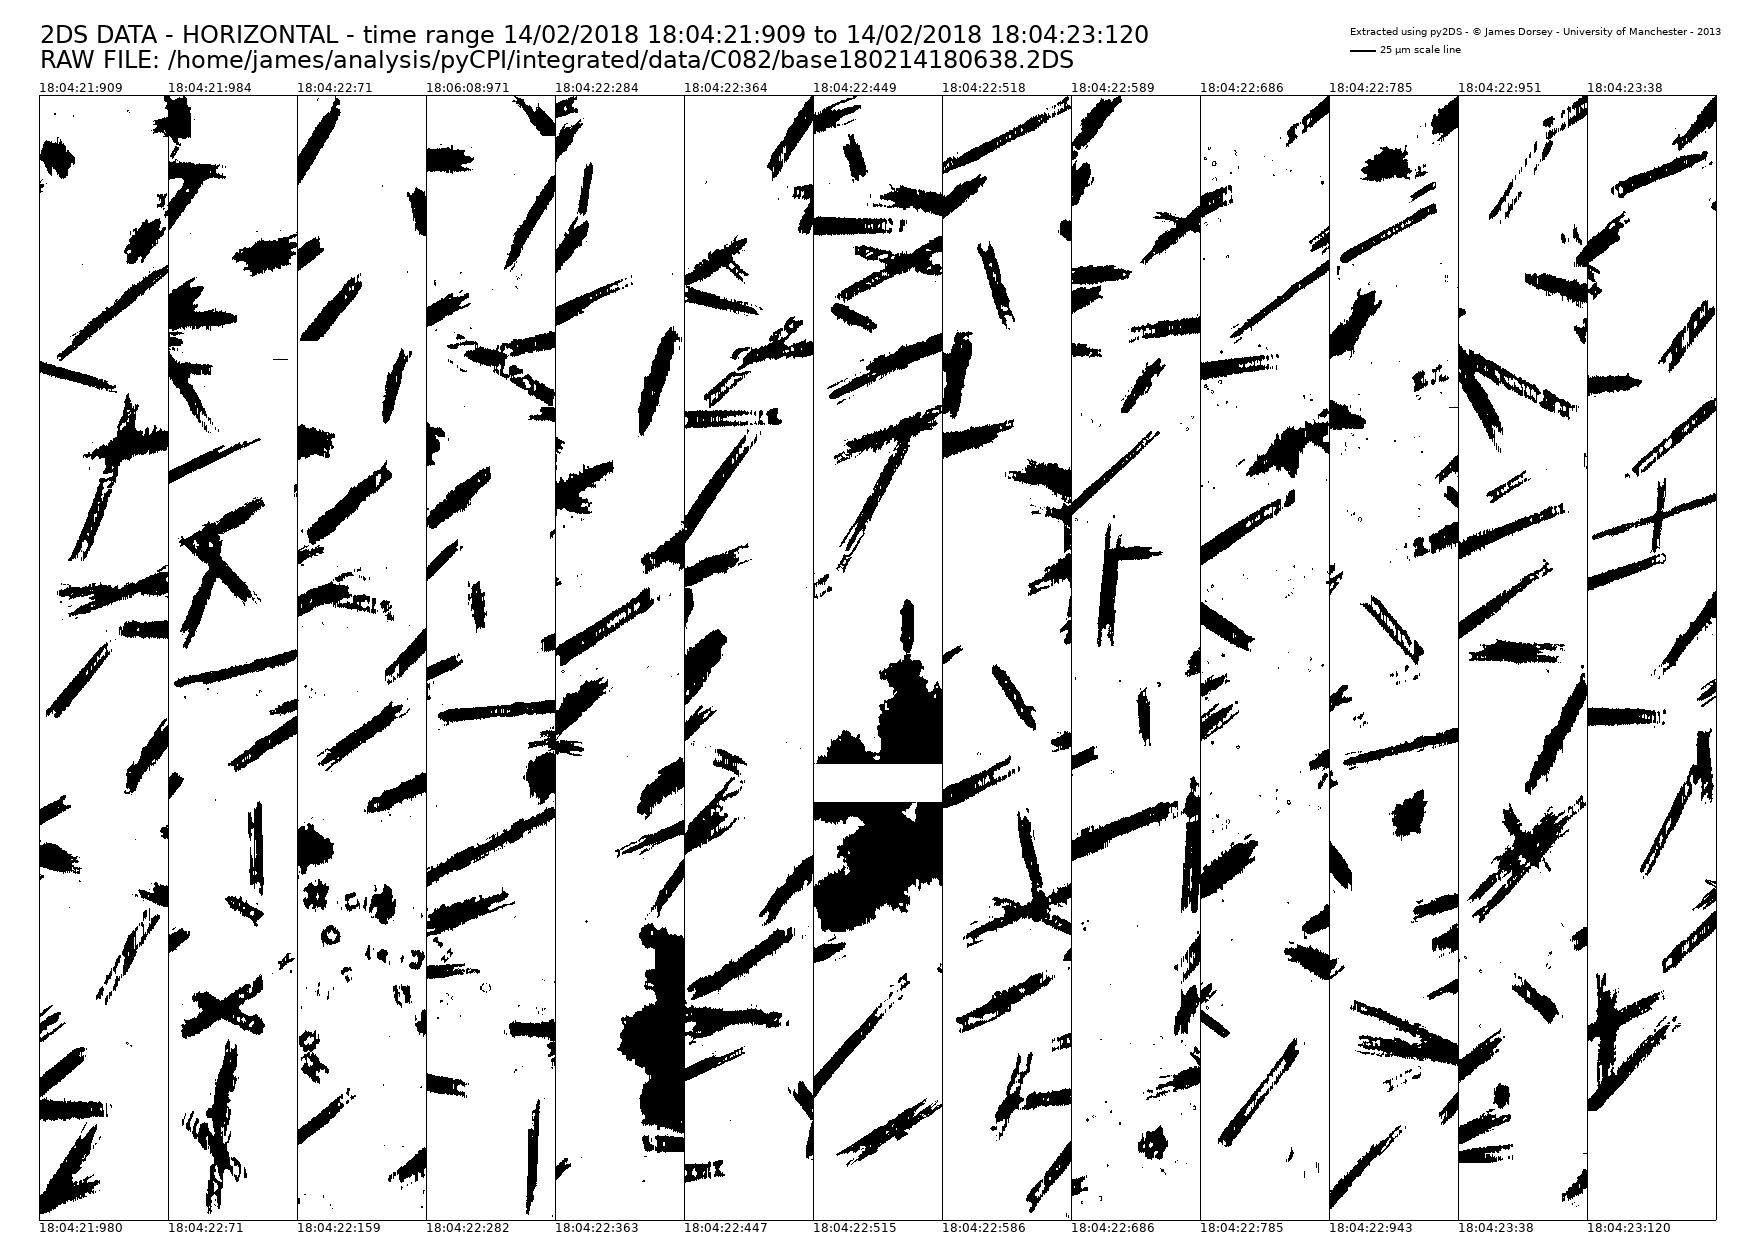 2DS DATA - HORIZONTAL - time range 14/02/2018 18:04:21:909 to 14/02/2018 18:04:23:120
RAW FILE: /home/james/analysis/pyCPI/integrated/data/C082/base180214180638.2DS
Extracted using py2DS - © James Dorsey - University of Manchester - 2013
25 µm scale line
18:04:21:909 18:04:21:984 18:04:22:71 18:06:08:971 18:04:22:284 18:04:22:364 18:04:22:449 18:04:22:518 18:04:22:589 18:04:22:686 18:04:22:785 18:04:22:951 18:04:23:38
18:04:21:980 18:04:22:71 18:04:22:159 18:06:22:282 18:04:22:363 18:04:22:447 18:04:22:515 18:04:22:586 18:04:22:686 18:04:22:785 18:04:22:943 18:04:23:38 18:04:23:120